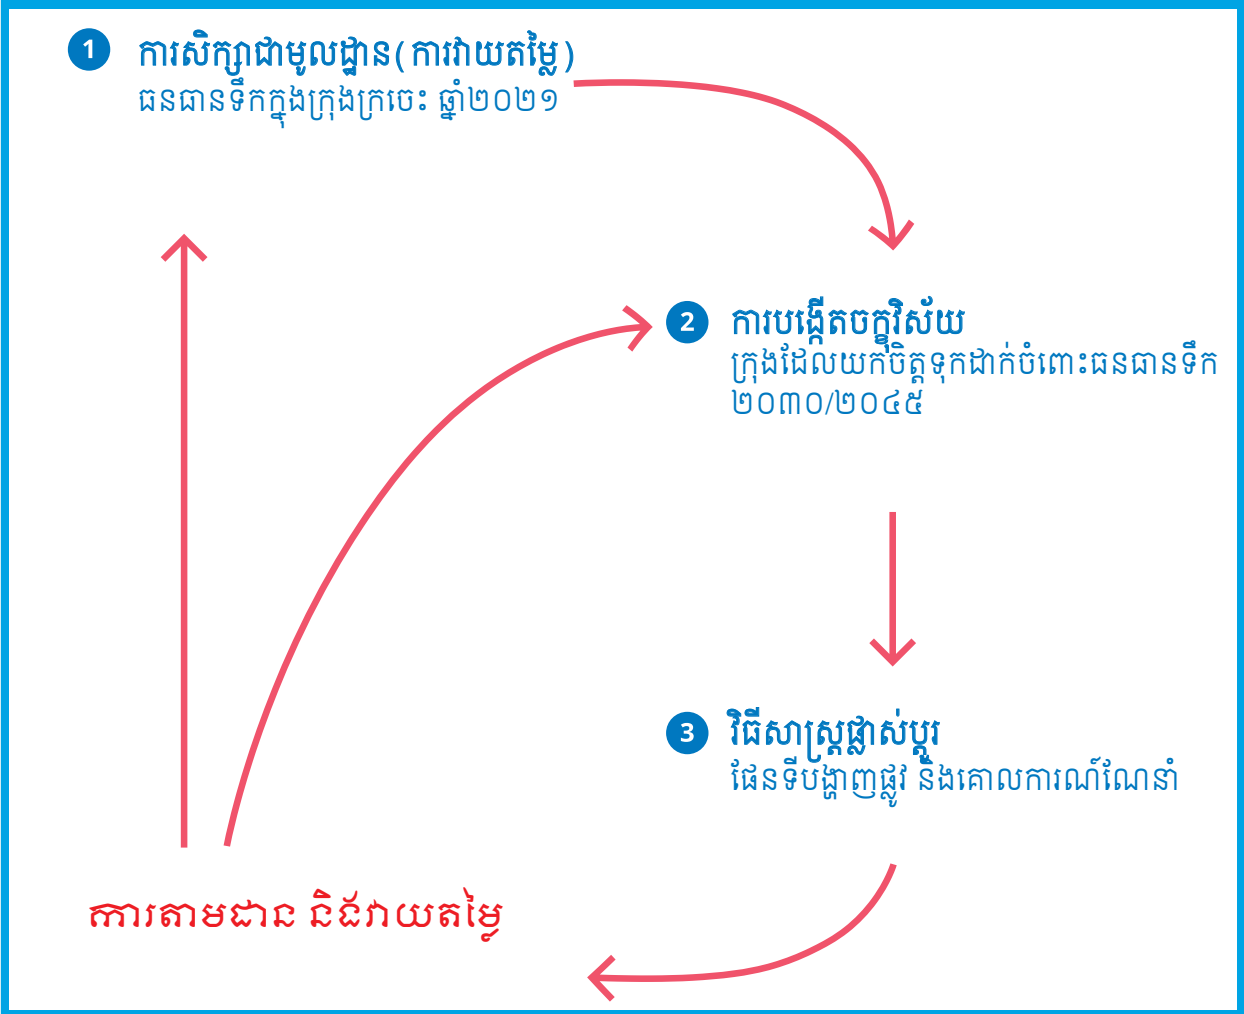 1
ការសិក្សាជាមូលដ្ឋាន(ការវាយតម្លៃ)
ធនធានទឹកក្នុងក្រុងក្រចេះ ឆ្នាំ២០២១
2
ការបង្កើតចក្ខុវិស័យ
ក្រុងដែលយកចិត្តទុកដាក់ចំពោះធនធានទឹក
២០៣០/២០៤៥
3
វិធីសាស្ត្រផ្លាស់ប្តូរ
ផែនទីបង្ហាញផ្លូវ និងគោលការណ៍ណែនាំ
ការតាមដាន និងវាយតម្លៃ